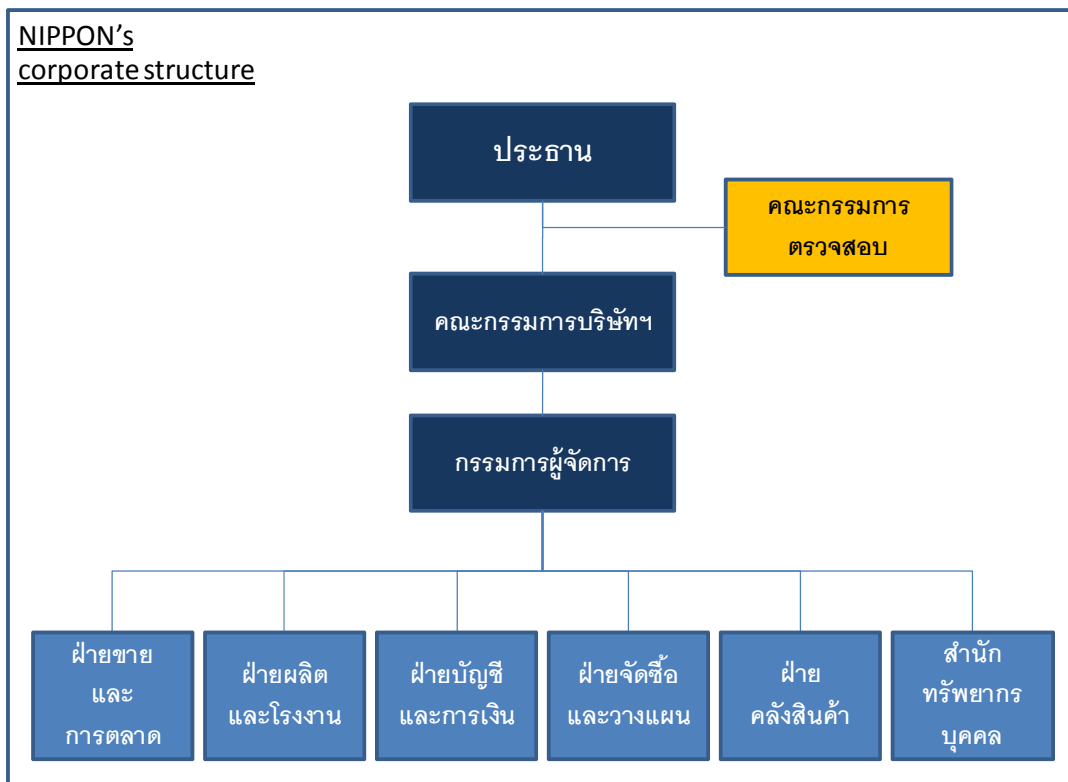 NIPPON's
corporate structure
ประธาน
คณะกรรมการ
ตรวจสอบ
คณะกรรมการบริษัทฯ
กรรมการผู้จัดการ
ฝ่ายขาย
และ
การตลาด
ฝ่ายผลิต
และโรงงาน
ฝ่ายบัญชี
และการเงิน
ฝ่ายจัดซื้อ
และวางแผน
ฝ่าย
คลังสินค้า
สำนัก
ทรัพยากร
บุคคล